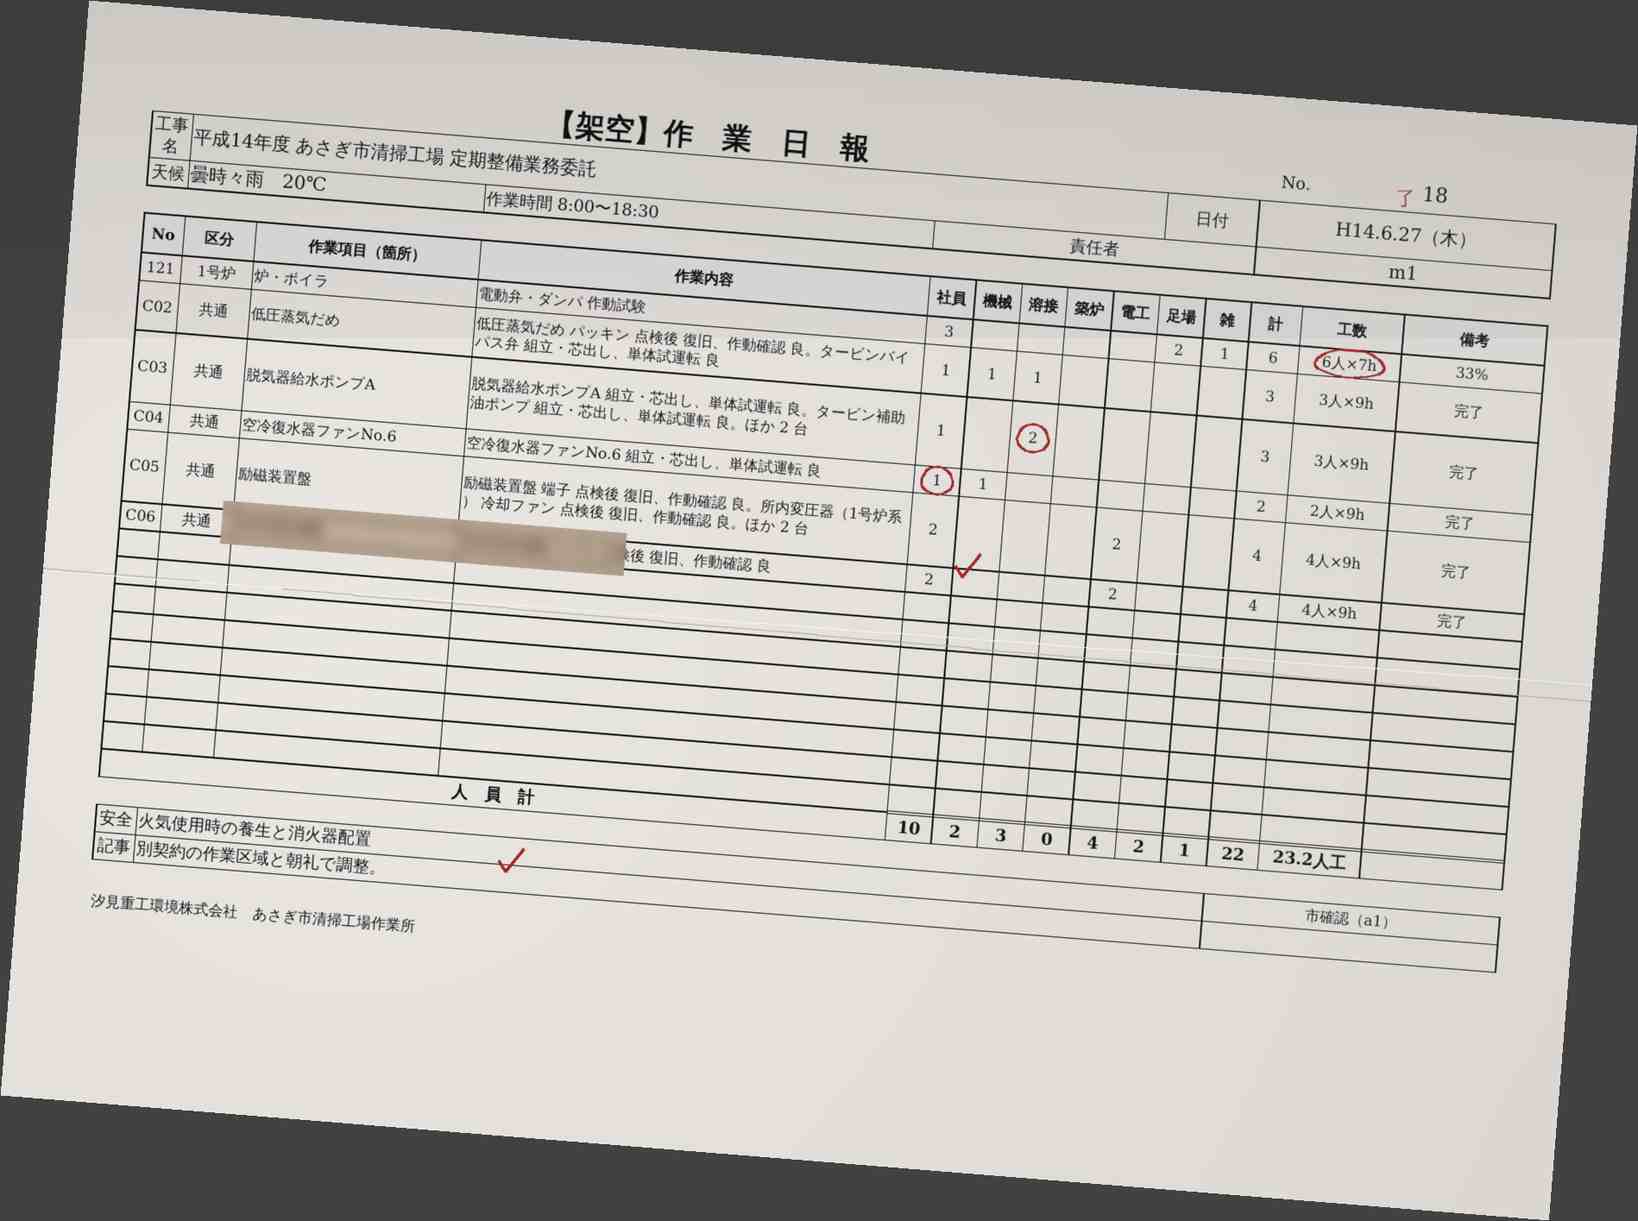 【架空】作 業 日 報
No. 了 18
工事名 平成14年度 あさぎ市清掃工場 定期整備業務委託 日付 H14.6.27（木）
天候 曇時々雨 20℃ 作業時間 8:00〜18:30 責任者 m1
No 区分 作業項目（箇所） 作業内容 社員 機械 溶接 築炉 電工 足場 雑 計 工数 備考
121 1号炉 炉・ボイラ 電動弁・ダンパ 作動試験 3 2 1 6 6人×7h 33%
C02 共通 低圧蒸気だめ 低圧蒸気だめ パッキン 点検後 復旧、作動確認 良。タービンバイ
パス弁 組立・芯出し、単体試運転 良 1 1 1 3 3人×9h 完了
C03 共通 脱気器給水ポンプA 脱気器給水ポンプA 組立・芯出し、単体試運転 良。タービン補助
油ポンプ 組立・芯出し、単体試運転 良。ほか 2 台 1 2 3 3人×9h 完了
C04 共通 空冷復水器ファンNo.6 空冷復水器ファンNo.6 組立・芯出し、単体試運転 良 1 1 2 2人×9h 完了
C05 共通 励磁装置盤 励磁装置盤 端子 点検後 復旧、作動確認 良。所内変圧器（1号炉系
） 冷却ファン 点検後 復旧、作動確認 良。ほか 2 台 2 2 4 4人×9h 完了
C06 共通 検後 復旧、作動確認 良 2 2 4 4人×9h 完了
人 員 計 10 2 3 0 4 2 1 22 23.2人工
安全 火気使用時の養生と消火器配置 市確認（a1）
記事 別契約の作業区域と朝礼で調整。
汐見重工環境株式会社 あさぎ市清掃工場作業所